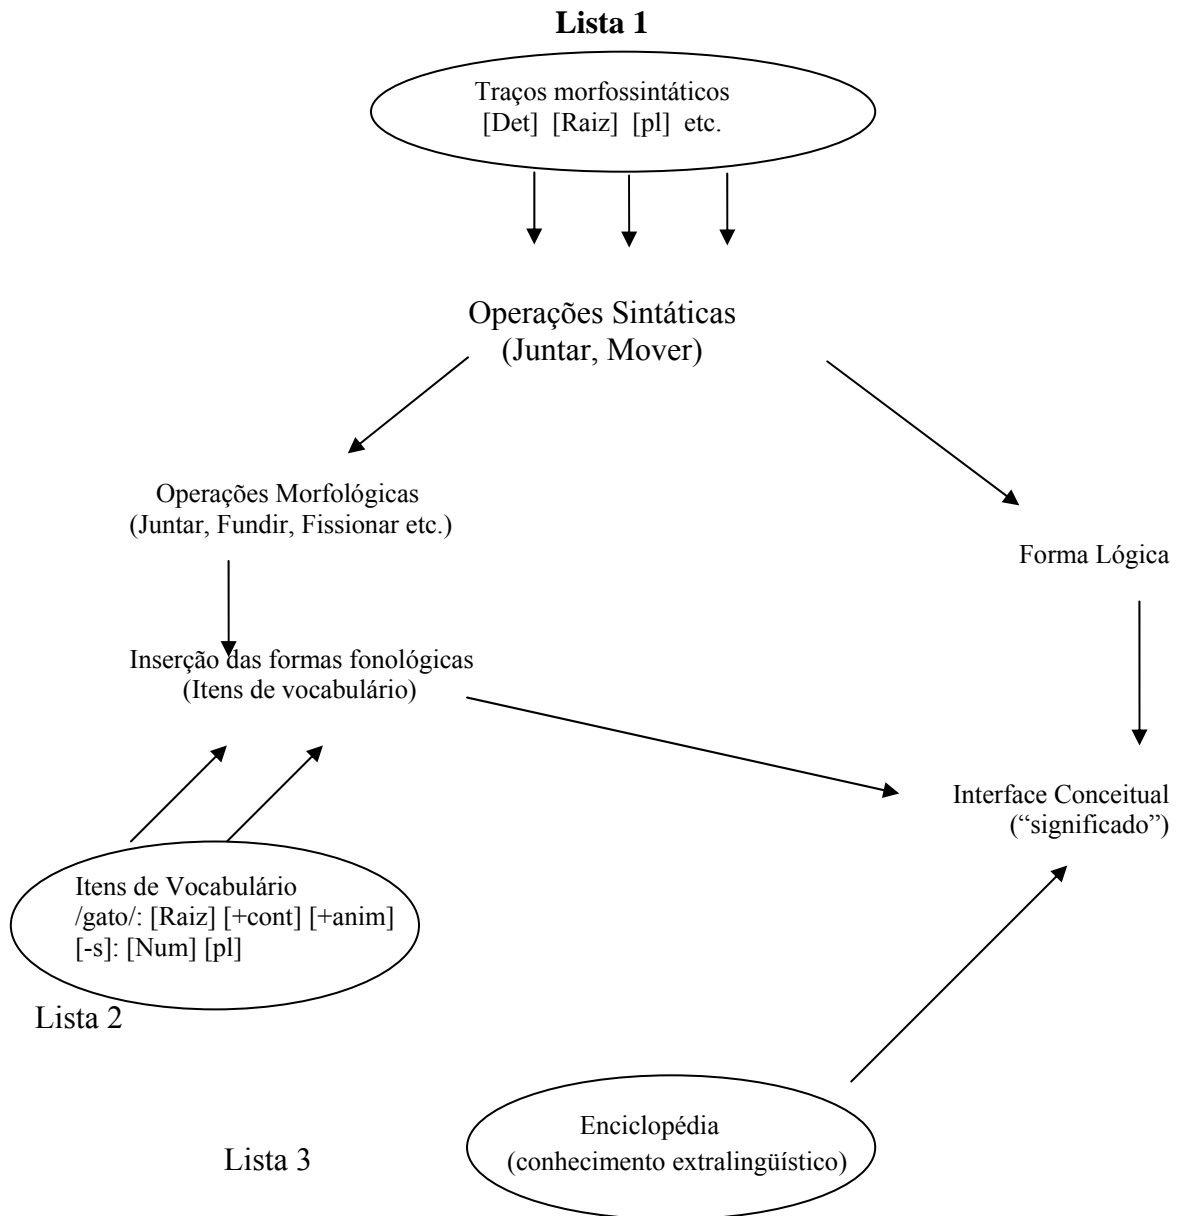 Lista 1
Traços morfossintáticos
[Det] [Raiz] [pl] etc.
Operações Sintáticas
(Juntar, Mover)
Operações Morfológicas
(Juntar, Fundir, Fissionar etc.)
Forma Lógica
Inserção das formas fonológicas
(Itens de vocabulário)
Interface Conceitual
(“significado”)
Itens de Vocabulário
/gato/: [Raiz] [+cont] [+anim]
[-s]: [Num] [pl]
Lista 2
Enciclopédia
(conhecimento extralingüístico)
Lista 3